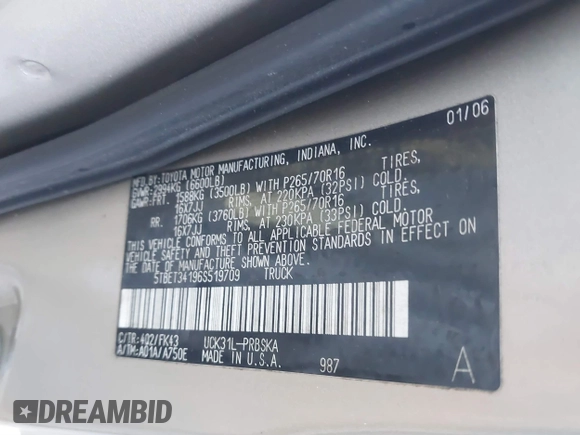 01/06
MFD.BY:TOYOTA MOTOR MANUFACTURING, INDIANA, INC.
GVWR:2994KG (6600LB)
GAWR:FRT. 1588KG (3500LB) WITH P265/70R16 TIRES,
16X7JJ RIMS, AT 220KPA (32PSI) COLD.
RR. 1706KG (3760LB) WITH P265/70R16 TIRES,
16X7JJ RIMS, AT 230KPA (33PSI) COLD.
THIS VEHICLE CONFORMS TO ALL APPLICABLE FEDERAL MOTOR
VEHICLE SAFETY AND THEFT PREVENTION STANDARDS IN EFFECT ON
THE DATE OF MANUFACTURE SHOWN ABOVE.
5TBET34196S519709 TRUCK
C/TR:402/FK43 UCK31L-PRBSKA
A/TM:A01A/A750E MADE IN U.S.A. 987 A
DREAMBID